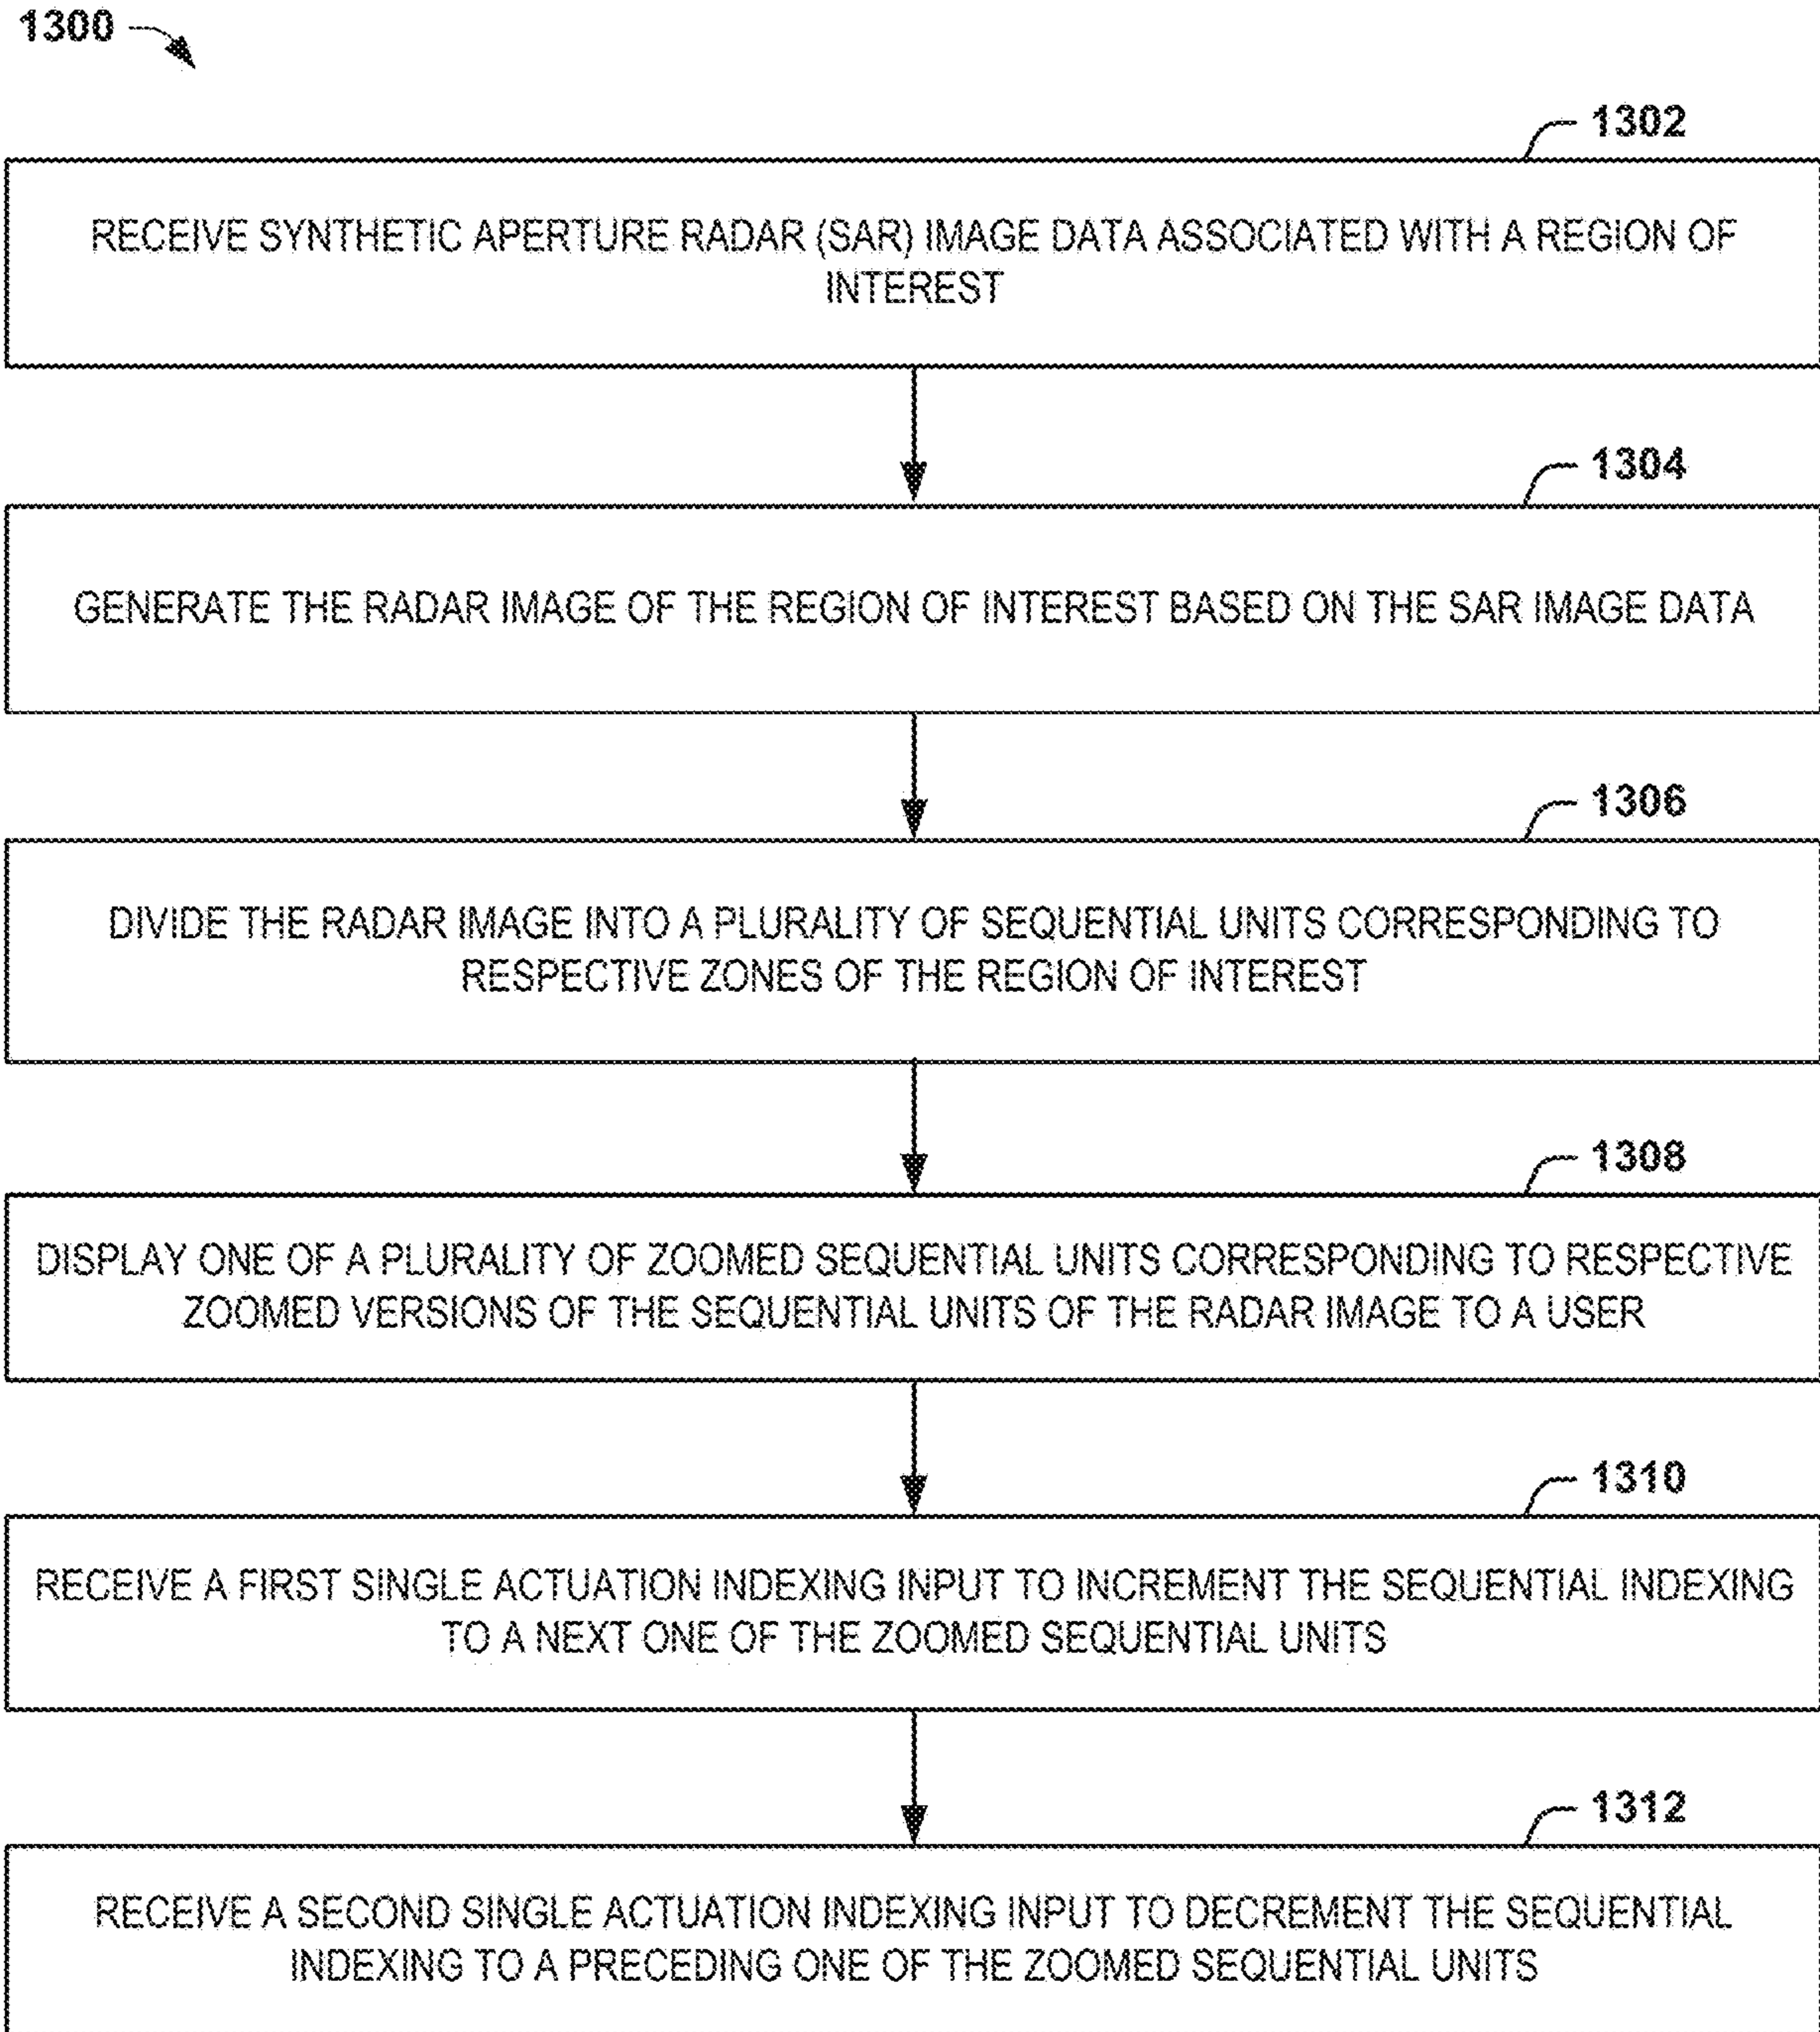 1300
1302
RECEIVE SYNTHETIC APERTURE RADAR (SAR) IMAGE DATA ASSOCIATED WITH A REGION OF
INTEREST
1304
GENERATE THE RADAR IMAGE OF THE REGION OF INTEREST BASED ON THE SAR IMAGE DATA
1306
DIVIDE THE RADAR IMAGE INTO A PLURALITY OF SEQUENTIAL UNITS CORRESPONDING TO
RESPECTIVE ZONES OF THE REGION OF INTEREST
1308
DISPLAY ONE OF A PLURALITY OF ZOOMED SEQUENTIAL UNITS CORRESPONDING TO RESPECTIVE
ZOOMED VERSIONS OF THE SEQUENTIAL UNITS OF THE RADAR IMAGE TO A USER
1310
RECEIVE A FIRST SINGLE ACTUATION INDEXING INPUT TO INCREMENT THE SEQUENTIAL INDEXING
TO A NEXT ONE OF THE ZOOMED SEQUENTIAL UNITS
1312
RECEIVE A SECOND SINGLE ACTUATION INDEXING INPUT TO DECREMENT THE SEQUENTIAL
INDEXING TO A PRECEDING ONE OF THE ZOOMED SEQUENTIAL UNITS